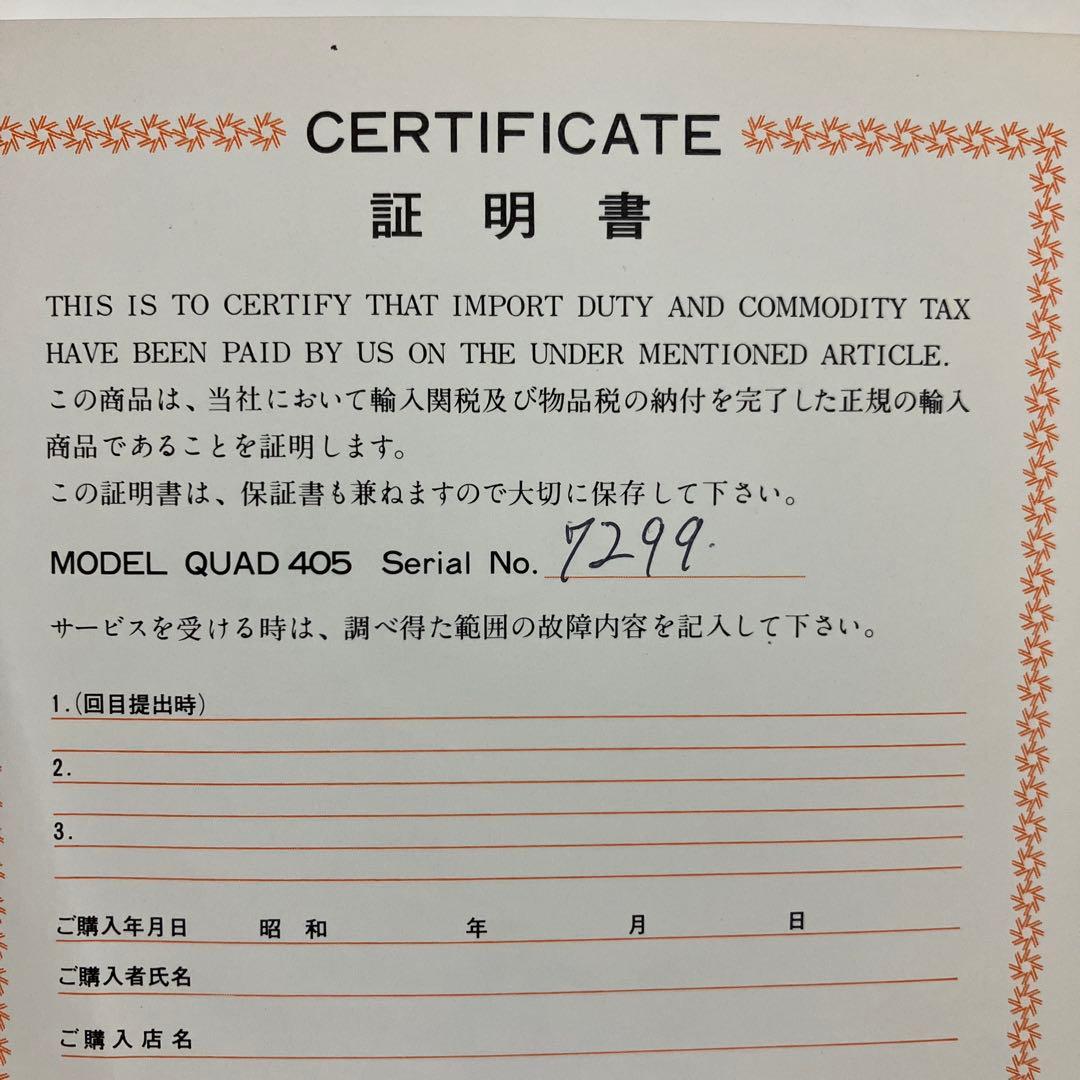 CERTIFICATE
証明書
THIS IS TO CERTIFY THAT IMPORT DUTY AND COMMODITY TAX
HAVE BEEN PAID BY US ON THE UNDER MENTIONED ARTICLE.
この商品は、当社において輸入関税及び物品税の納付を完了した正規の輸入
商品であることを証明します。
この証明書は、保証書も兼ねますので大切に保存して下さい。
MODEL QUAD 405 Serial No. 7299.
サービスを受ける時は、調べ得た範囲の故障内容を記入して下さい。
1.(回目提出時)
2.
3.
ご購入年月日 昭和 年 月 日
ご購入者氏名
ご購入店名